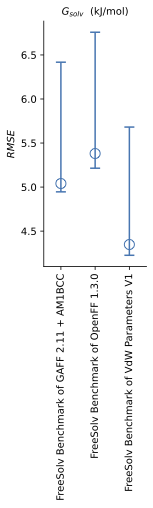 G_solv (kJ/mol)
RMSE
6.5
6.0
5.5
5.0
4.5
FreeSolv Benchmark of GAFF 2.11 + AM1BCC
FreeSolv Benchmark of OpenFF 1.3.0
FreeSolv Benchmark of VdW Parameters V1